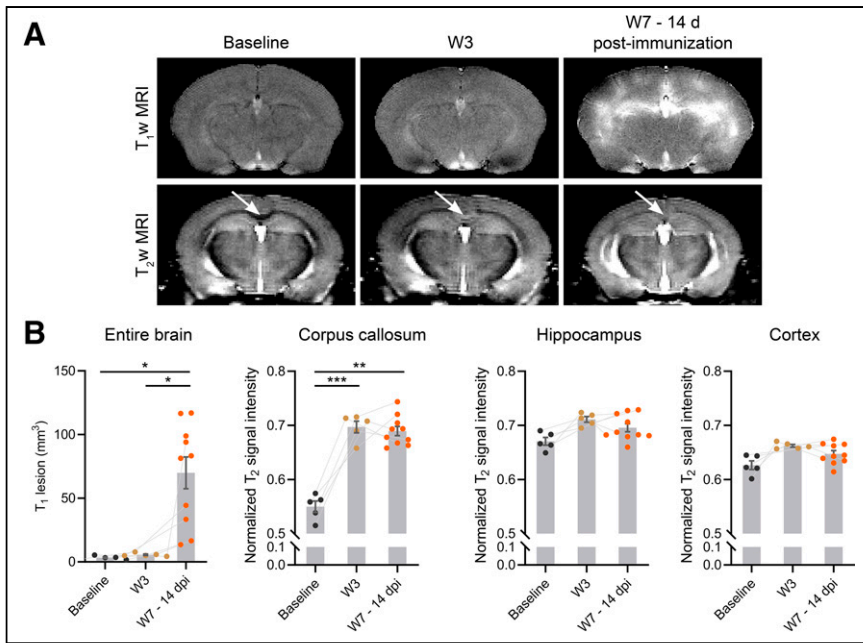 A
Baseline
W3
W7 - 14 d
post-immunization
T₁w MRI
T₂w MRI
B
Entire brain
Corpus callosum
Hippocampus
Cortex
T₁ lesion (mm³)
150
100
50
0
*
*
Baseline
W3
W7 - 14 dpi
Normalized T₂ signal intensity
0.8
0.7
0.6
0.5
0.1
0.0
**
***
Baseline
W3
W7 - 14 dpi
Normalized T₂ signal intensity
0.8
0.7
0.6
0.5
0.1
0.0
Baseline
W3
W7 - 14 dpi
Normalized T₂ signal intensity
0.8
0.7
0.6
0.5
0.1
0.0
Baseline
W3
W7 - 14 dpi